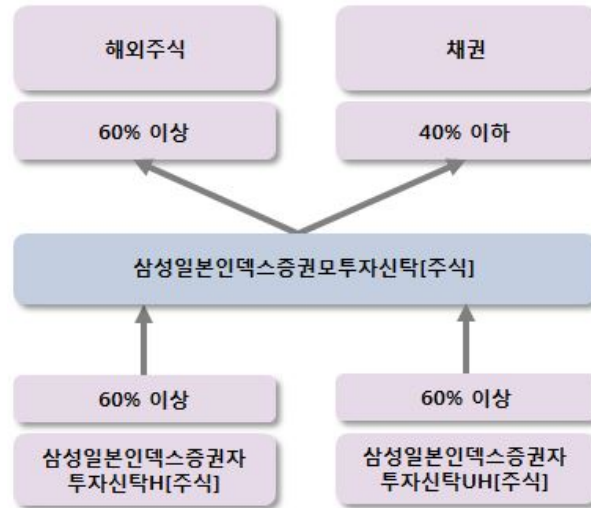 해외주식
채권
60% 이상
40% 이하
삼성일본인덱스증권모투자신탁[주식]
60% 이상
60% 이상
삼성일본인덱스증권자
투자신탁H[주식]
삼성일본인덱스증권자
투자신탁UH[주식]